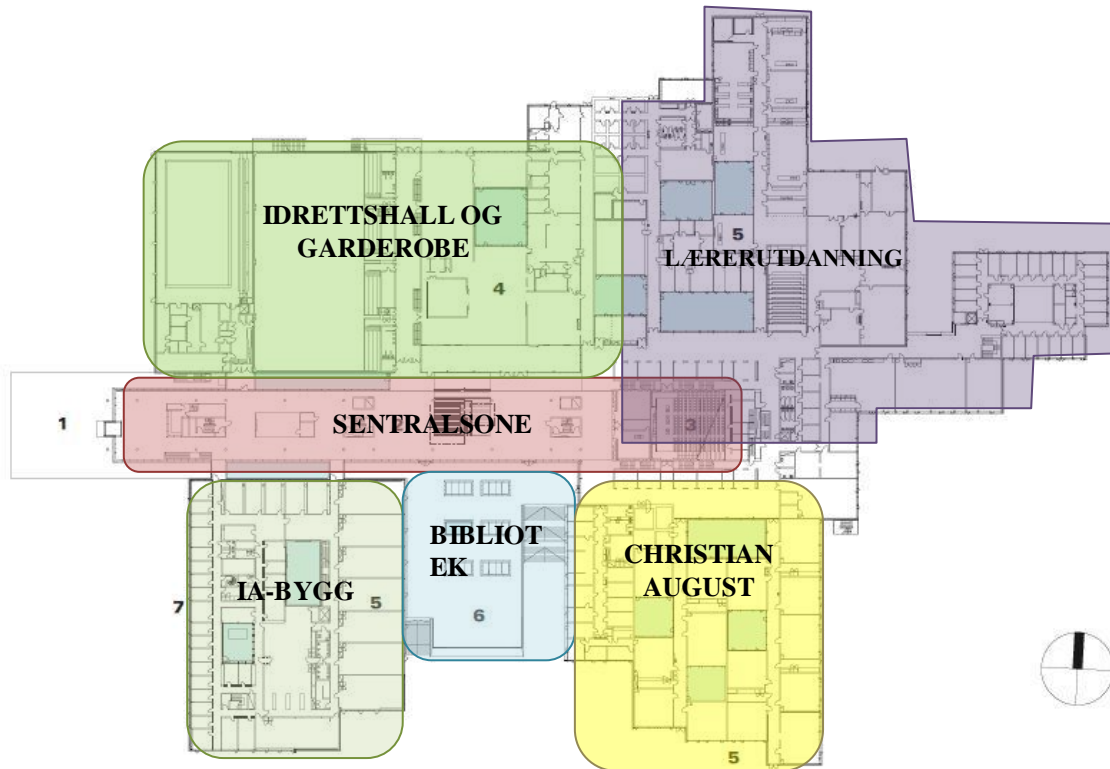 IDRETTSHALL OG
GARDEROBE
4
5
LÆRERUTDANNING
1
SENTRALSONE
2
3
BIBLIOT
EK
6
CHRISTIAN
AUGUST
7
IA-BYGG
5
5